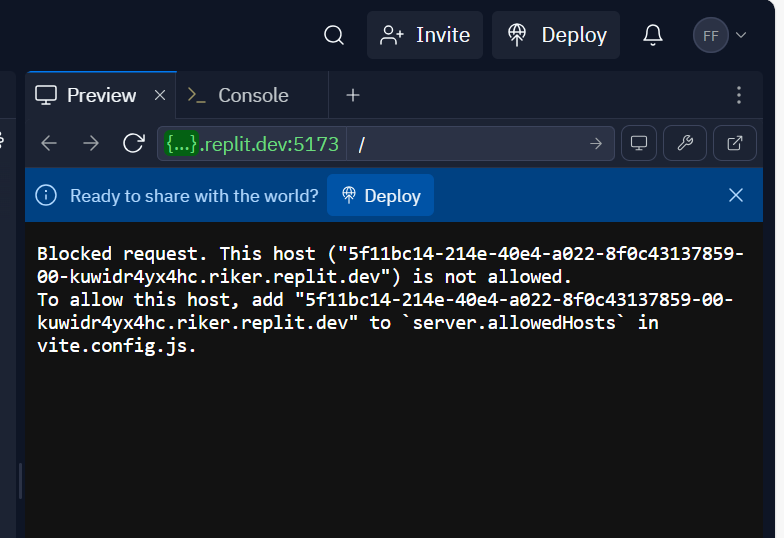 Invite
Deploy
FF
Preview
Console
{...}.replit.dev:5173 /
Ready to share with the world?
Deploy
Blocked request. This host ("5f11bc14-214e-40e4-a022-8f0c43137859-
00-kuwidr4yx4hc.riker.replit.dev") is not allowed.
To allow this host, add "5f11bc14-214e-40e4-a022-8f0c43137859-00-
kuwidr4yx4hc.riker.replit.dev" to `server.allowedHosts` in
vite.config.js.